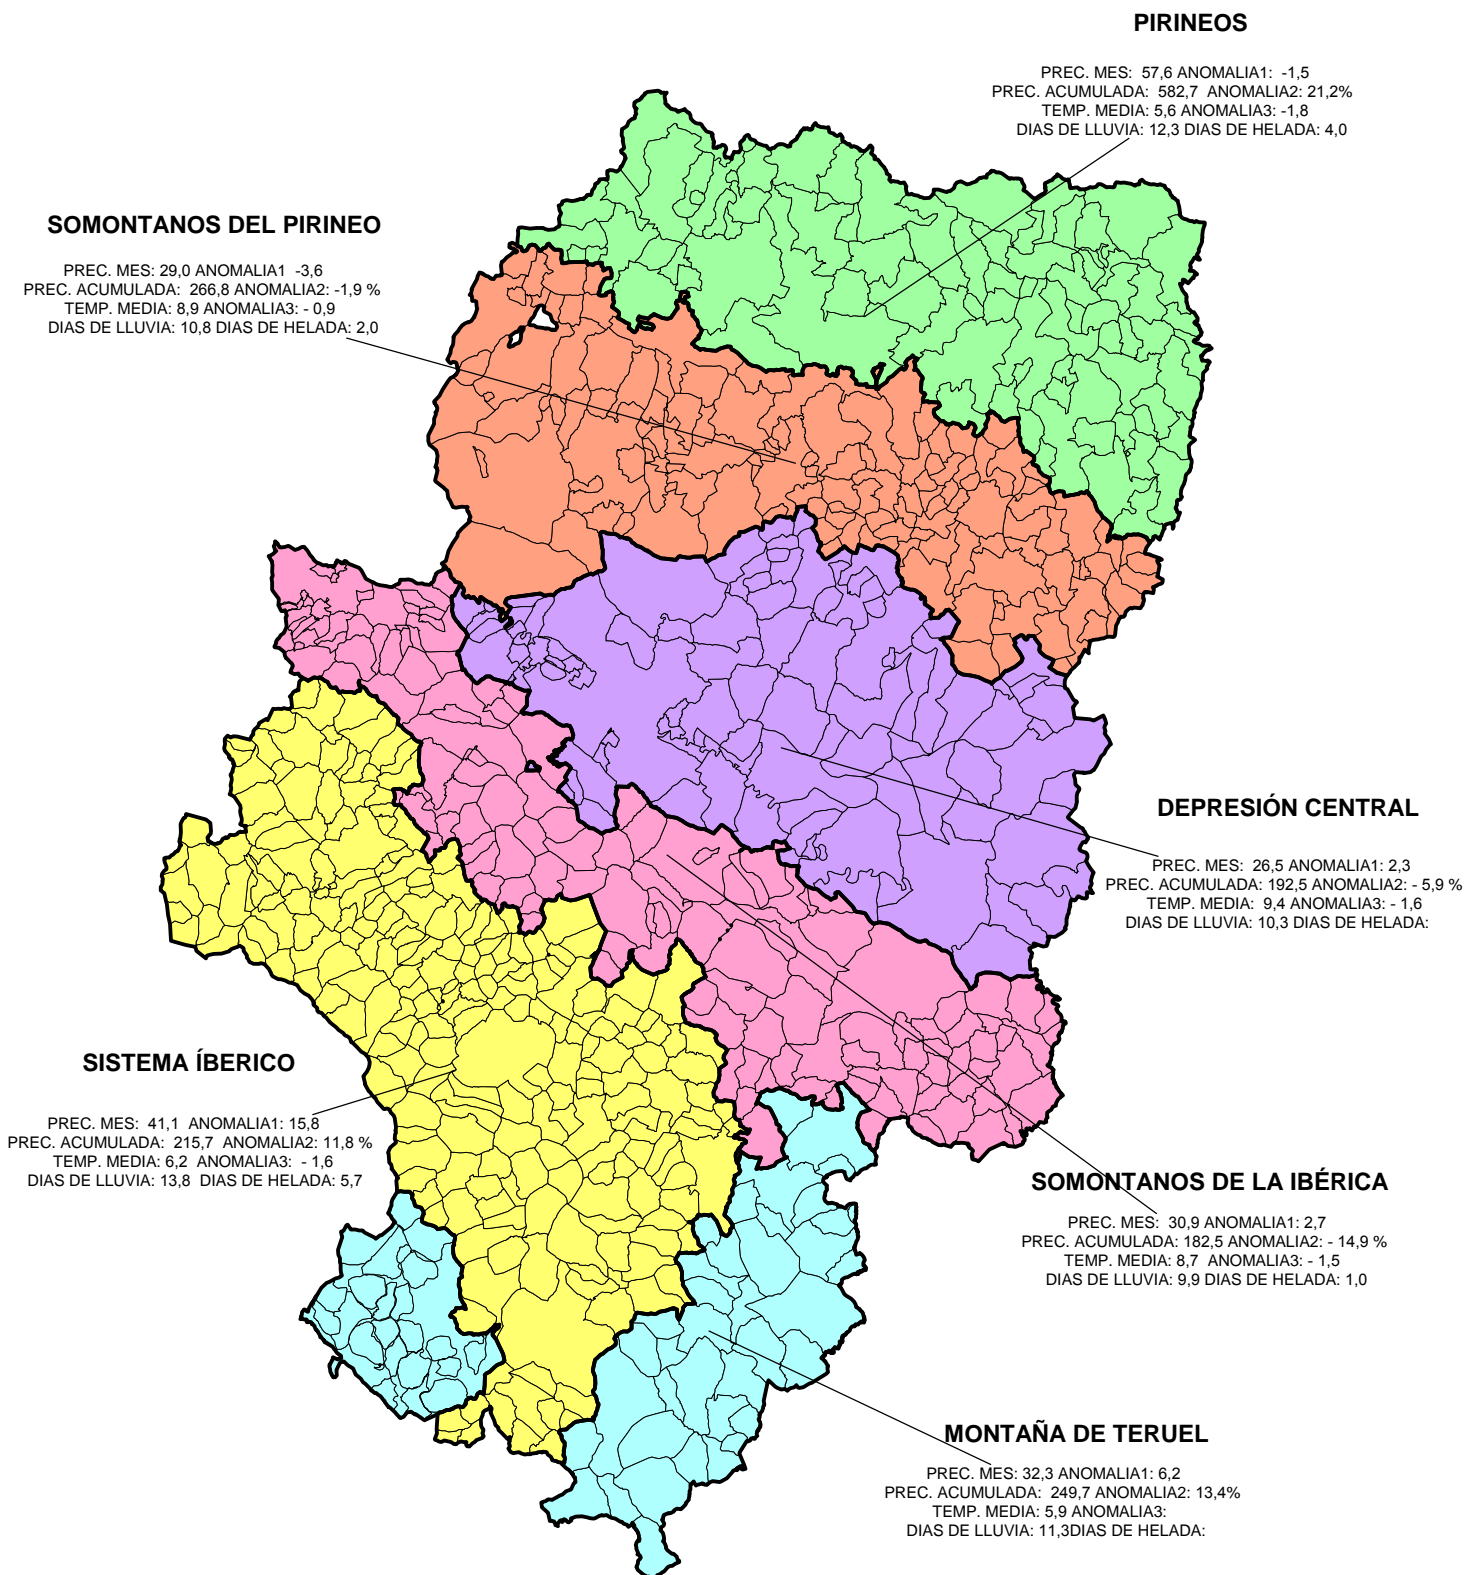 PIRINEOS
PREC. MES: 57,6 ANOMALIA1: -1,5
PREC. ACUMULADA: 582,7 ANOMALIA2: 21,2%
TEMP. MEDIA: 5,6 ANOMALIA3: -1,8
DIAS DE LLUVIA: 12,3 DIAS DE HELADA: 4,0
SOMONTANOS DEL PIRINEO
PREC. MES: 29,0 ANOMALIA1 -3,6
PREC. ACUMULADA: 266,8 ANOMALIA2: -1,9 %
TEMP. MEDIA: 8,9 ANOMALIA3: - 0,9
DIAS DE LLUVIA: 10,8 DIAS DE HELADA: 2,0
DEPRESIÓN CENTRAL
PREC. MES: 26,5 ANOMALIA1: 2,3
PREC. ACUMULADA: 192,5 ANOMALIA2: - 5,9 %
TEMP. MEDIA: 9,4 ANOMALIA3: - 1,6
DIAS DE LLUVIA: 10,3 DIAS DE HELADA:
SISTEMA ÍBERICO
PREC. MES: 41,1 ANOMALIA1: 15,8
PREC. ACUMULADA: 215,7 ANOMALIA2: 11,8 %
TEMP. MEDIA: 6,2 ANOMALIA3: - 1,6
DIAS DE LLUVIA: 13,8 DIAS DE HELADA: 5,7
SOMONTANOS DE LA IBÉRICA
PREC. MES: 30,9 ANOMALIA1: 2,7
PREC. ACUMULADA: 182,5 ANOMALIA2: - 14,9 %
TEMP. MEDIA: 8,7 ANOMALIA3: - 1,5
DIAS DE LLUVIA: 9,9 DIAS DE HELADA: 1,0
MONTAÑA DE TERUEL
PREC. MES: 32,3 ANOMALIA1: 6,2
PREC. ACUMULADA: 249,7 ANOMALIA2: 13,4%
TEMP. MEDIA: 5,9 ANOMALIA3:
DIAS DE LLUVIA: 11,3DIAS DE HELADA: